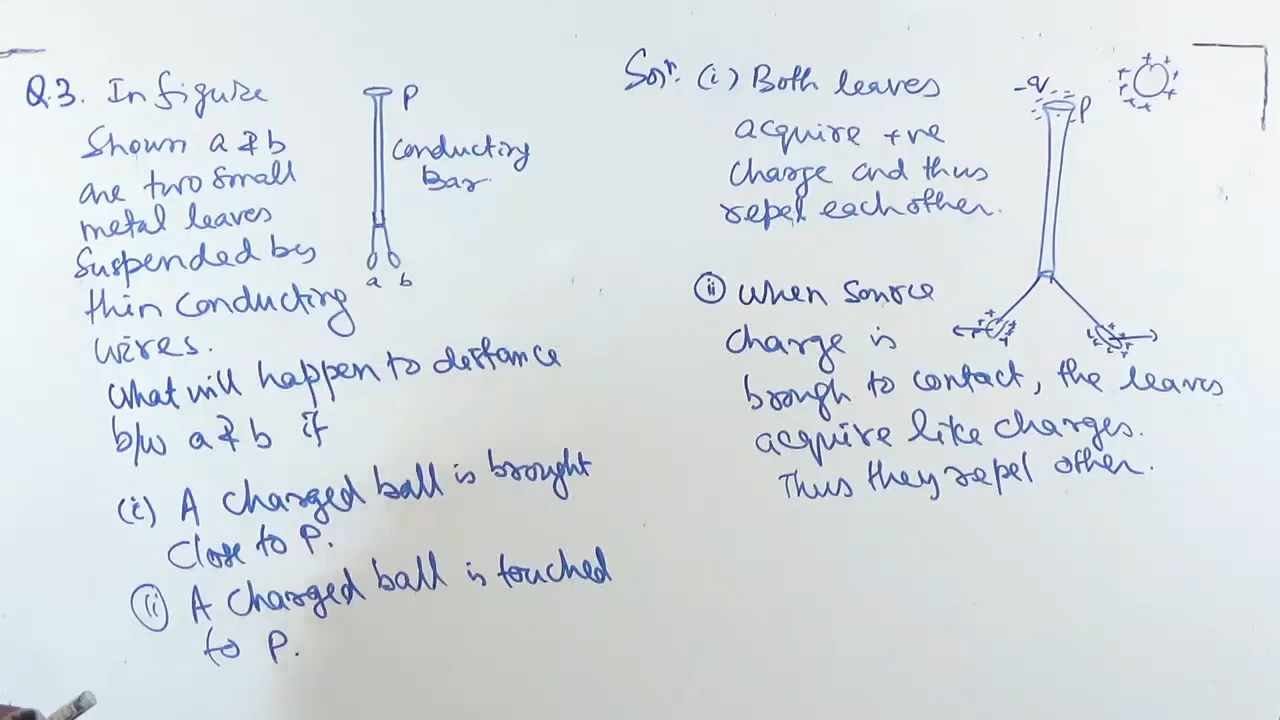 Q.3. In figure
Shown a & b
are two small
metal leaves
Suspended by
thin conducting
wires.
What will happen to distance
b/w a & b if
(i) A charged ball is brought
Close to P.
(ii) A charged ball is touched
to P.
P
conducting
Bar
a b
Son. (i) Both leaves
acquire +ve
charge and thus
repel eachother.
-q
P
(ii) when source
charge is
brough to contact, the leaves
acquire like charges.
Thus they repel other.